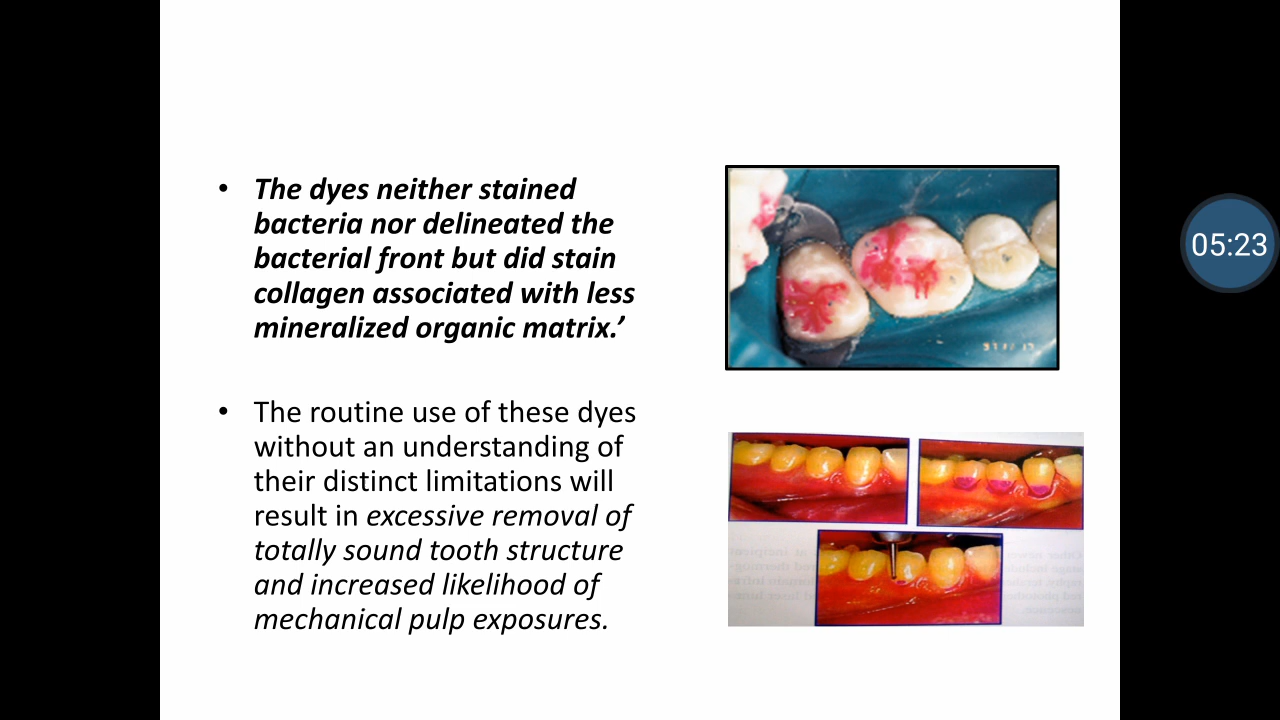 • The dyes neither stained
bacteria nor delineated the
bacterial front but did stain
collagen associated with less
mineralized organic matrix.’
• The routine use of these dyes
without an understanding of
their distinct limitations will
result in excessive removal of
totally sound tooth structure
and increased likelihood of
mechanical pulp exposures.
05:23